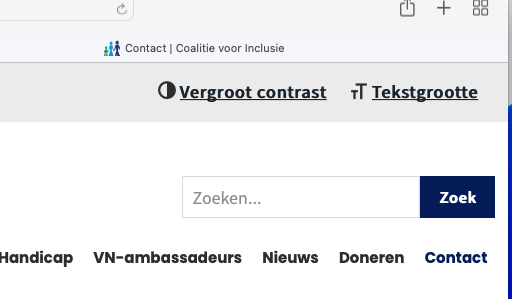 Contact | Coalitie voor Inclusie
Vergroot contrast Tekstgrootte
Zoeken... Zoek
Handicap VN-ambassadeurs Nieuws Doneren Contact